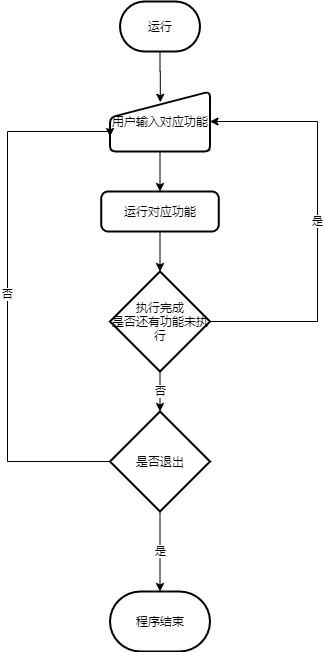 运行
用户输入对应功能
运行对应功能
执行完成
是否还有功能未执
行
是
否
否
是否退出
是
程序结束